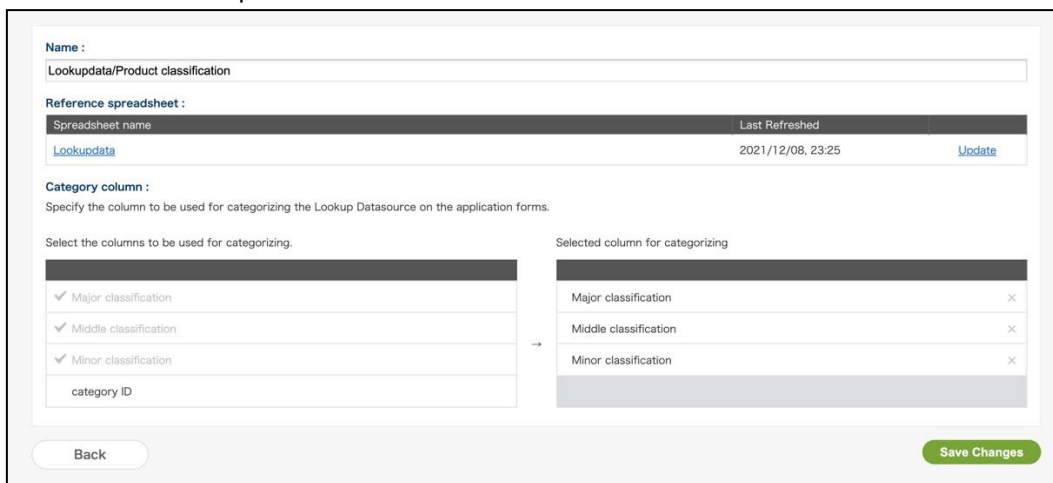 Name :
Lookupdata/Product classification
Reference spreadsheet :
Spreadsheet name Last Refreshed
Lookupdata 2021/12/08, 23:25 Update
Category column :
Specify the column to be used for categorizing the Lookup Datasource on the application forms.
Select the columns to be used for categorizing. Selected column for categorizing
Major classification Major classification
Middle classification Middle classification
Minor classification Minor classification
category ID
Back Save Changes